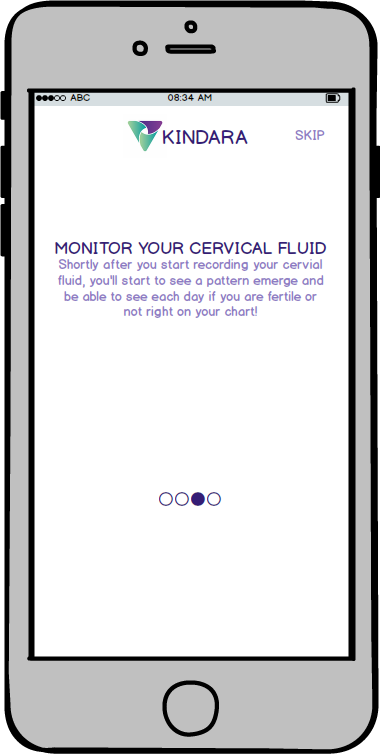 ABC 08:34 AM
KINDARA SKIP
MONITOR YOUR CERVICAL FLUID
Shortly after you start recording your cervial
fluid, you'll start to see a pattern emerge and
be able to see each day if you are fertile or
not right on your chart!